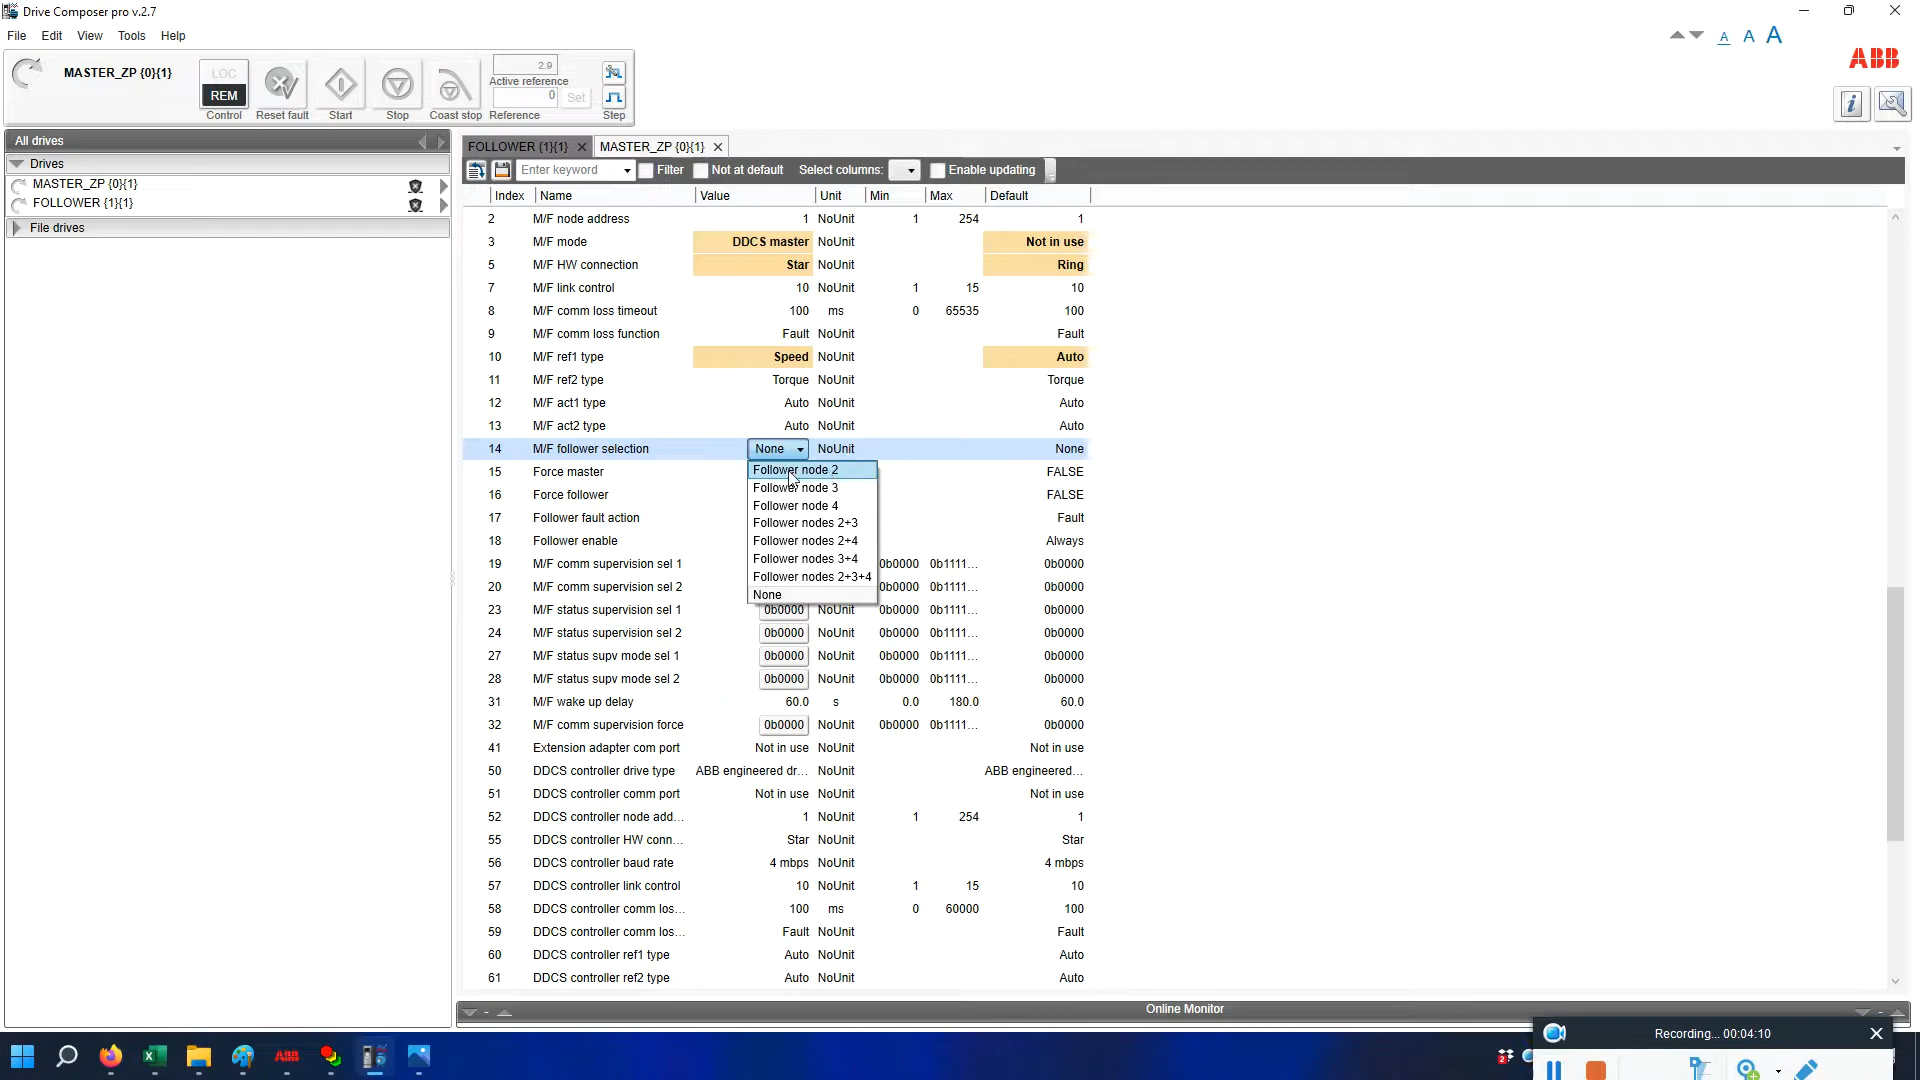 Drive Composer pro v.2.7
File Edit View Tools Help
MASTER_ZP {0}{1}
LOC
REM
Control
Reset fault
Start
Stop
Coast stop
2.9
Active reference
0 Set
Reference
Step
A A A
ABB
All drives
Drives
MASTER_ZP {0}{1}
FOLLOWER {1}{1}
File drives
FOLLOWER {1}{1} MASTER_ZP {0}{1}
Enter keyword Filter Not at default Select columns: Enable updating
Index Name Value Unit Min Max Default
2 M/F node address 1 NoUnit 1 254 1
3 M/F mode DDCS master NoUnit Not in use
5 M/F HW connection Star NoUnit Ring
7 M/F link control 10 NoUnit 1 15 10
8 M/F comm loss timeout 100 ms 0 65535 100
9 M/F comm loss function Fault NoUnit Fault
10 M/F ref1 type Speed NoUnit Auto
11 M/F ref2 type Torque NoUnit Torque
12 M/F act1 type Auto NoUnit Auto
13 M/F act2 type Auto NoUnit Auto
14 M/F follower selection None NoUnit None
15 Force master FALSE
16 Force follower FALSE
17 Follower fault action Fault
18 Follower enable Always
19 M/F comm supervision sel 1 0b0000 0b1111... 0b0000
20 M/F comm supervision sel 2 0b0000 0b1111... 0b0000
Follower node 2
Follower node 3
Follower node 4
Follower nodes 2+3
Follower nodes 2+4
Follower nodes 3+4
Follower nodes 2+3+4
None
23 M/F status supervision sel 1 0b0000 NoUnit 0b0000 0b1111... 0b0000
24 M/F status supervision sel 2 0b0000 NoUnit 0b0000 0b1111... 0b0000
27 M/F status supv mode sel 1 0b0000 NoUnit 0b0000 0b1111... 0b0000
28 M/F status supv mode sel 2 0b0000 NoUnit 0b0000 0b1111... 0b0000
31 M/F wake up delay 60.0 s 0.0 180.0 60.0
32 M/F comm supervision force 0b0000 NoUnit 0b0000 0b1111... 0b0000
41 Extension adapter com port Not in use NoUnit Not in use
50 DDCS controller drive type ABB engineered dr... NoUnit ABB engineered...
51 DDCS controller comm port Not in use NoUnit Not in use
52 DDCS controller node add... 1 NoUnit 1 254 1
55 DDCS controller HW conn... Star NoUnit Star
56 DDCS controller baud rate 4 mbps NoUnit 4 mbps
57 DDCS controller link control 10 NoUnit 1 15 10
58 DDCS controller comm los... 100 ms 0 60000 100
59 DDCS controller comm los... Fault NoUnit Fault
60 DDCS controller ref1 type Auto NoUnit Auto
61 DDCS controller ref2 type Auto NoUnit Auto
Online Monitor
Recording... 00:04:10
ABB
2